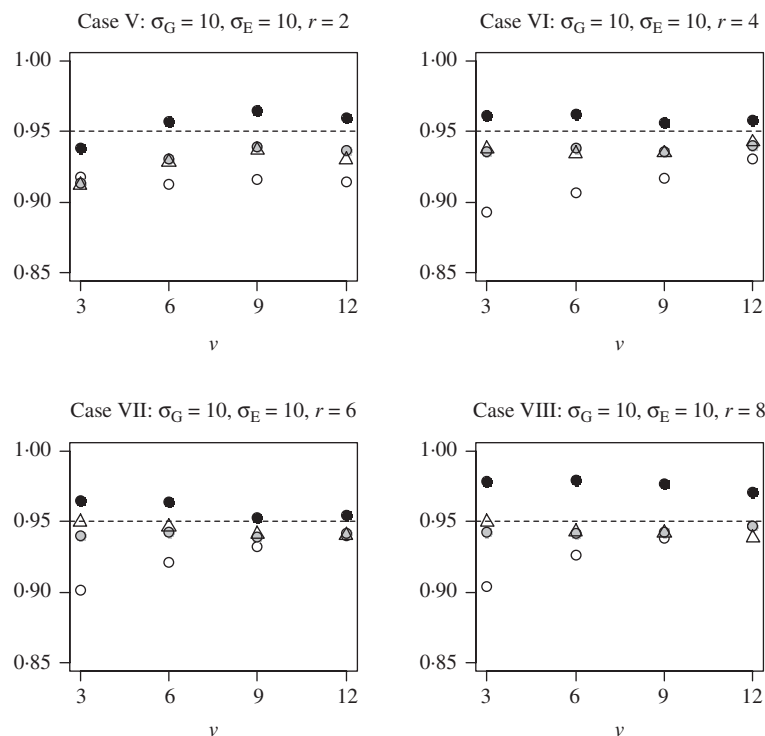 Case V: σG = 10, σE = 10, r = 2
1·00
0·95
0·90
0·85
3 6 9 12
v
Case VI: σG = 10, σE = 10, r = 4
1·00
0·95
0·90
0·85
3 6 9 12
v
Case VII: σG = 10, σE = 10, r = 6
1·00
0·95
0·90
0·85
3 6 9 12
v
Case VIII: σG = 10, σE = 10, r = 8
1·00
0·95
0·90
0·85
3 6 9 12
v